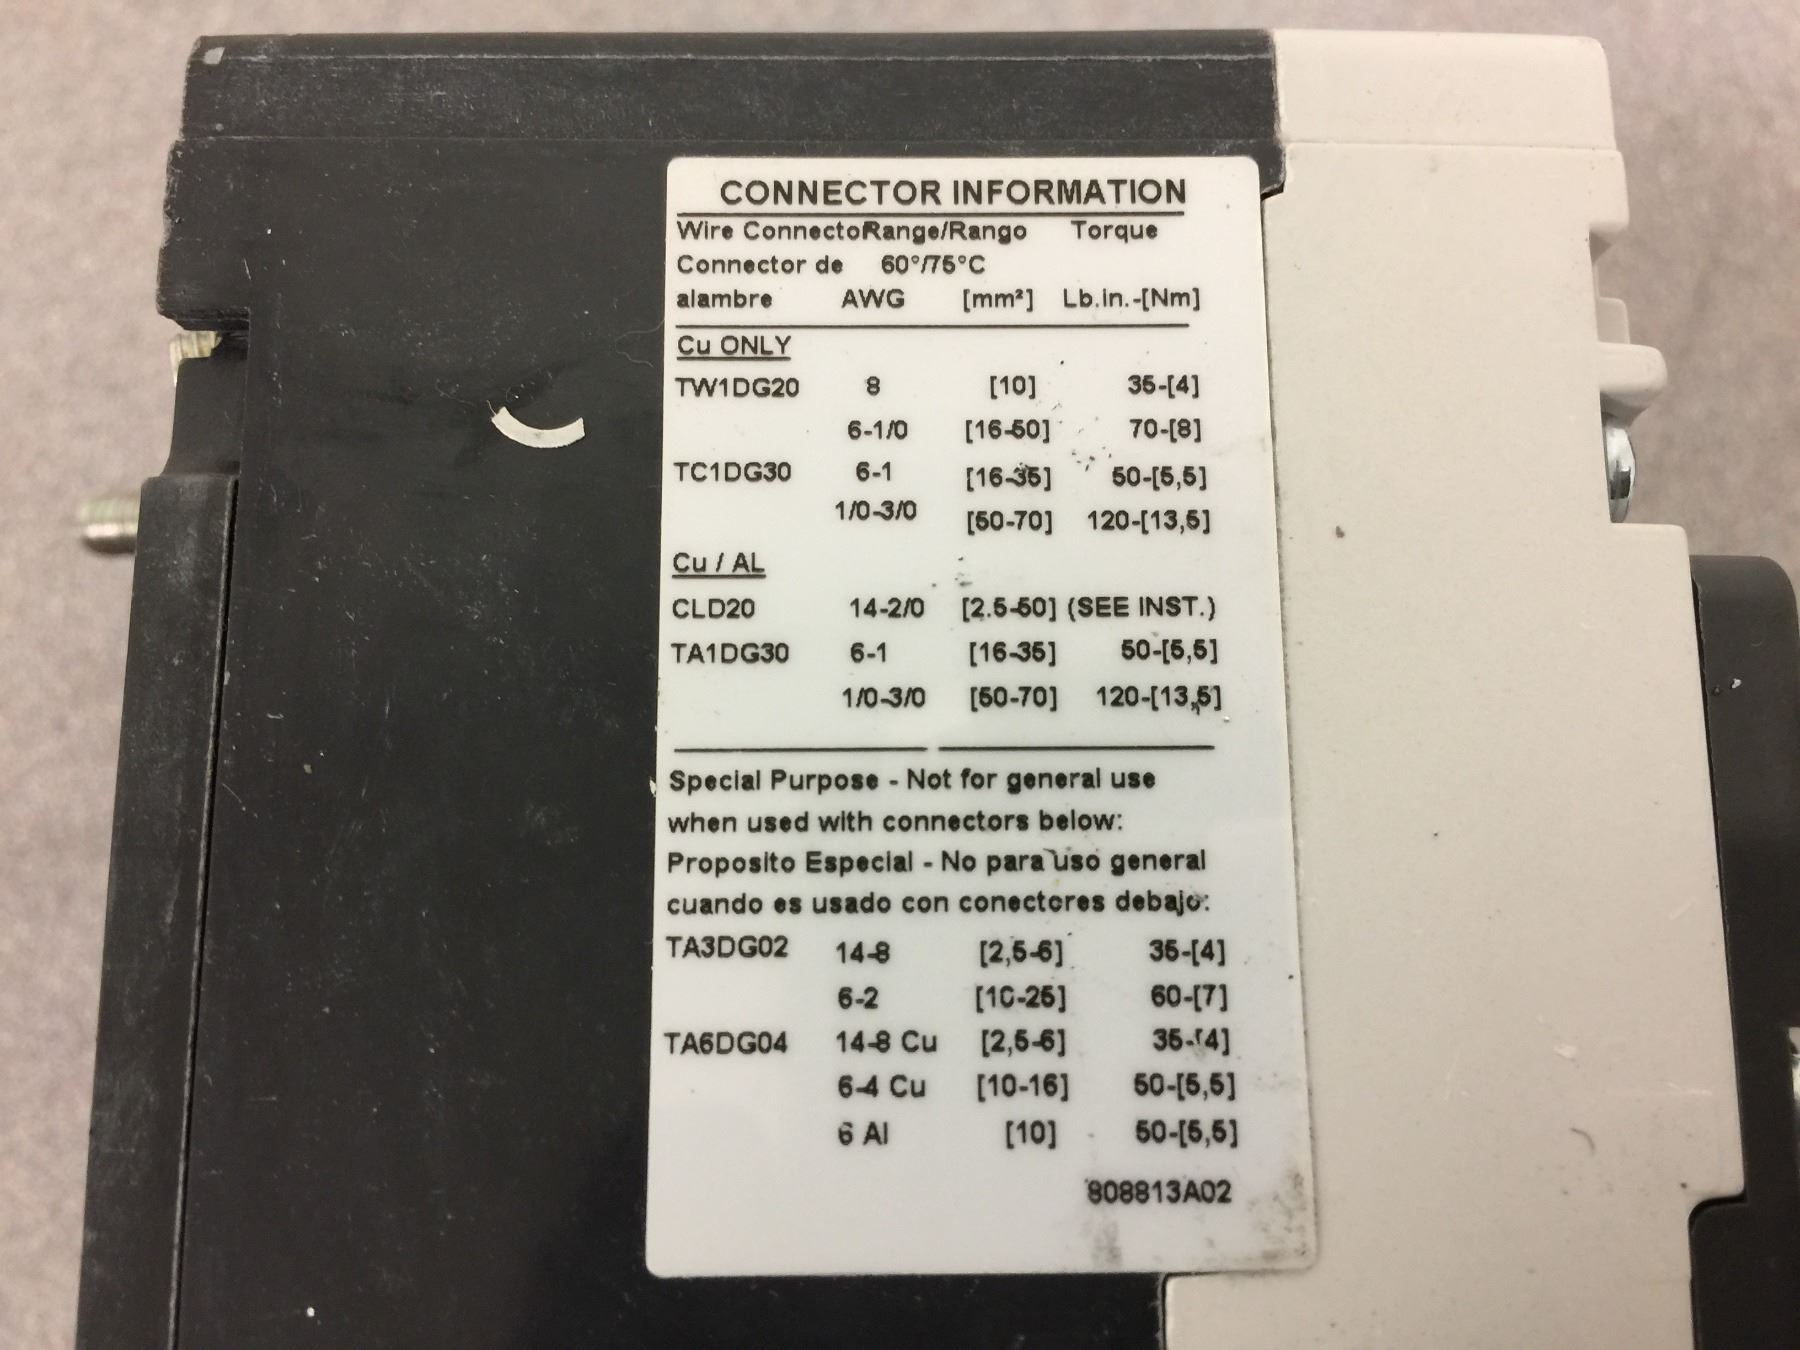 CONNECTOR INFORMATION
Wire ConnectoRange/Rango Torque
Connector de 60°/75°C
alambre AWG [mm²] Lb.in.-[Nm]
Cu ONLY
TW1DG20 8 [10] 35-[4]
6-1/0 [16-50] 70-[8]
TC1DG30 6-1 [16-35] 50-[5,5]
1/0-3/0 [50-70] 120-[13,5]
Cu / AL
CLD20 14-2/0 [2.5-50] (SEE INST.)
TA1DG30 6-1 [16-35] 50-[5,5]
1/0-3/0 [50-70] 120-[13,5]
Special Purpose - Not for general use
when used with connectors below:
Proposito Especial - No para uso general
cuando es usado con conectores debajo:
TA3DG02 14-8 [2,5-6] 35-[4]
6-2 [10-25] 60-[7]
TA6DG04 14-8 Cu [2,5-6] 35-[4]
6-4 Cu [10-16] 50-[5,5]
6 Al [10] 50-[5,5]
808813A02